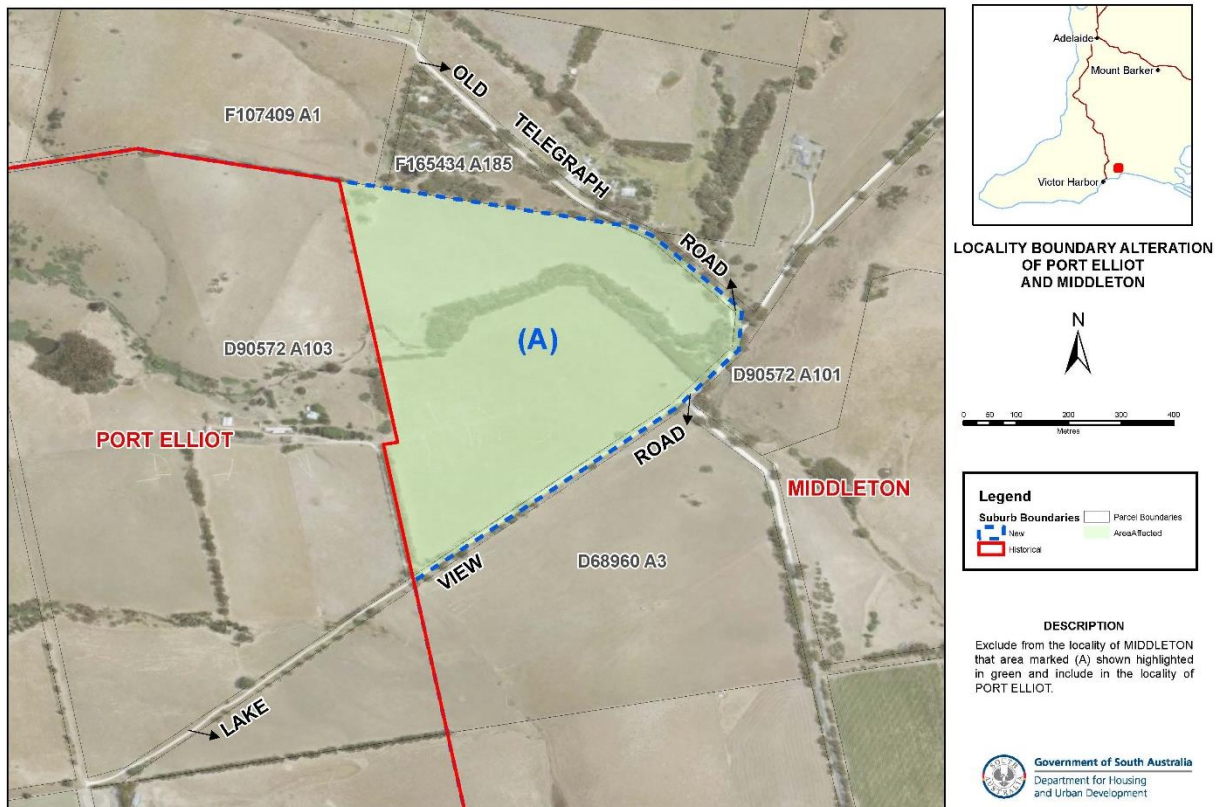 F107409 A1
OLD
TELEGRAPH
ROAD
F165434 A185
(A)
D90572 A103
D90572 A101
PORT ELLIOT
ROAD
MIDDLETON
VIEW
D68960 A3
LAKE
Adelaide
Mount Barker
Victor Harbor
LOCALITY BOUNDARY ALTERATION
OF PORT ELLIOT
AND MIDDLETON
N
0 50 100 200 300 400
Metres
Legend
Suburb Boundaries
New
Historical
Parcel Boundaries
AreaAffected
DESCRIPTION
Exclude from the locality of MIDDLETON
that area marked (A) shown highlighted
in green and include in the locality of
PORT ELLIOT.
SOUTH AUSTRALIA
Government of South Australia
Department for Housing
and Urban Development